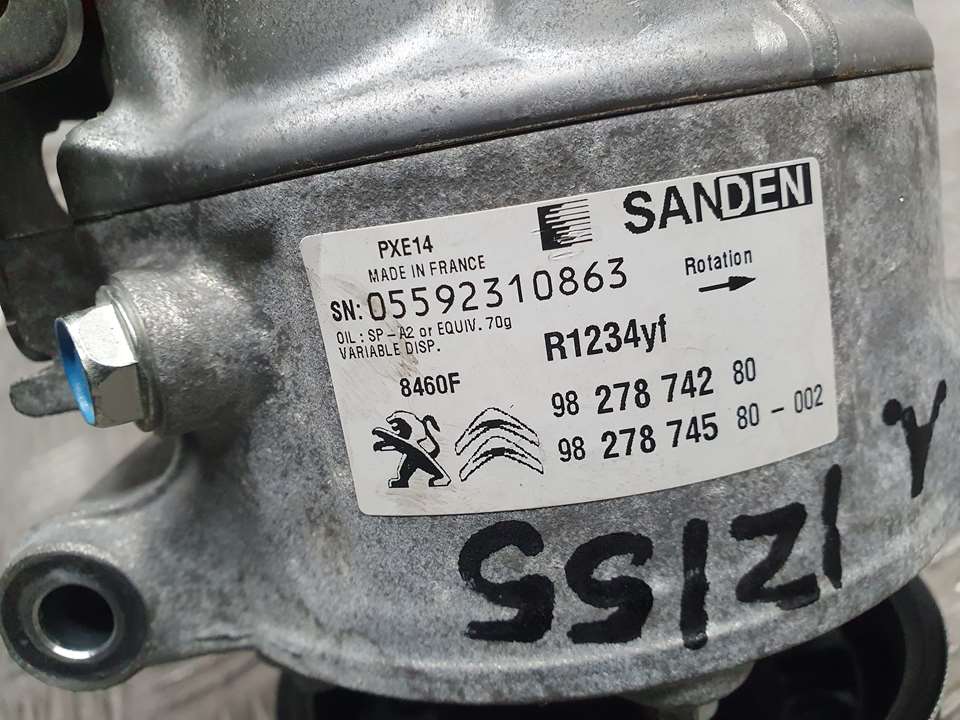 SANDEN
PXE14
MADE IN FRANCE
SN: 05592310863
Rotation
OIL : SP-A2 or EQUIV. 70g
VARIABLE DISP.
R1234yf
8460F
98 278 742 80
98 278 745 80 - 002